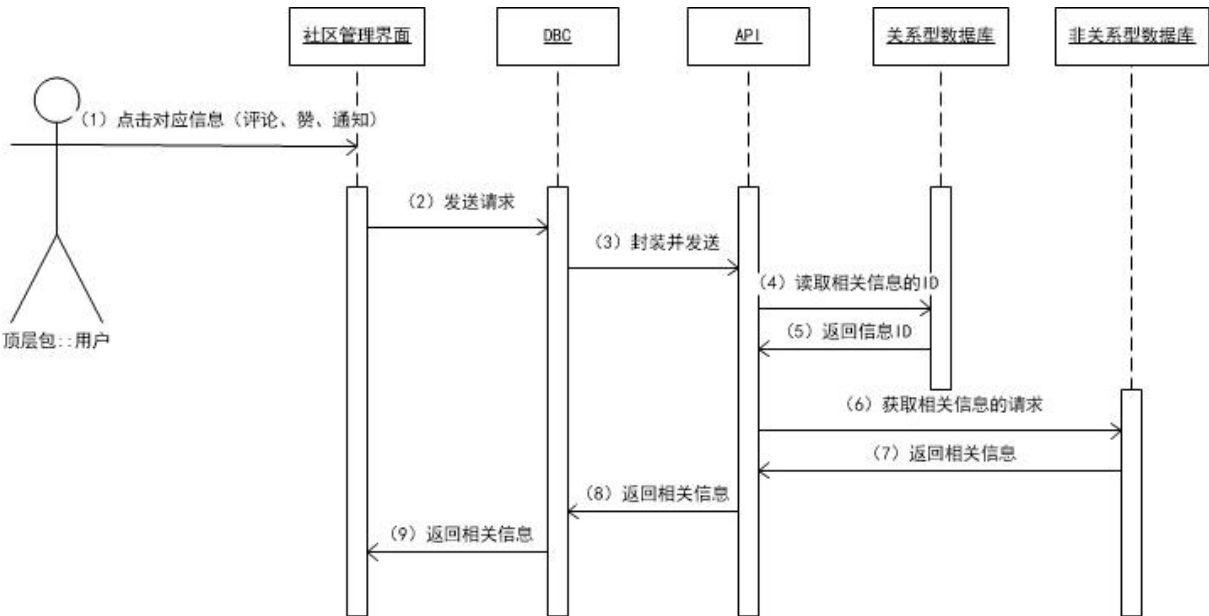 社区管理界面
DBC
API
关系型数据库
非关系型数据库
(1) 点击对应信息（评论、赞、通知）
(2) 发送请求
(3) 封装并发送
(4) 读取相关信息的ID
(5) 返回信息ID
顶层包::用户
(6) 获取相关信息的请求
(7) 返回相关信息
(8) 返回相关信息
(9) 返回相关信息